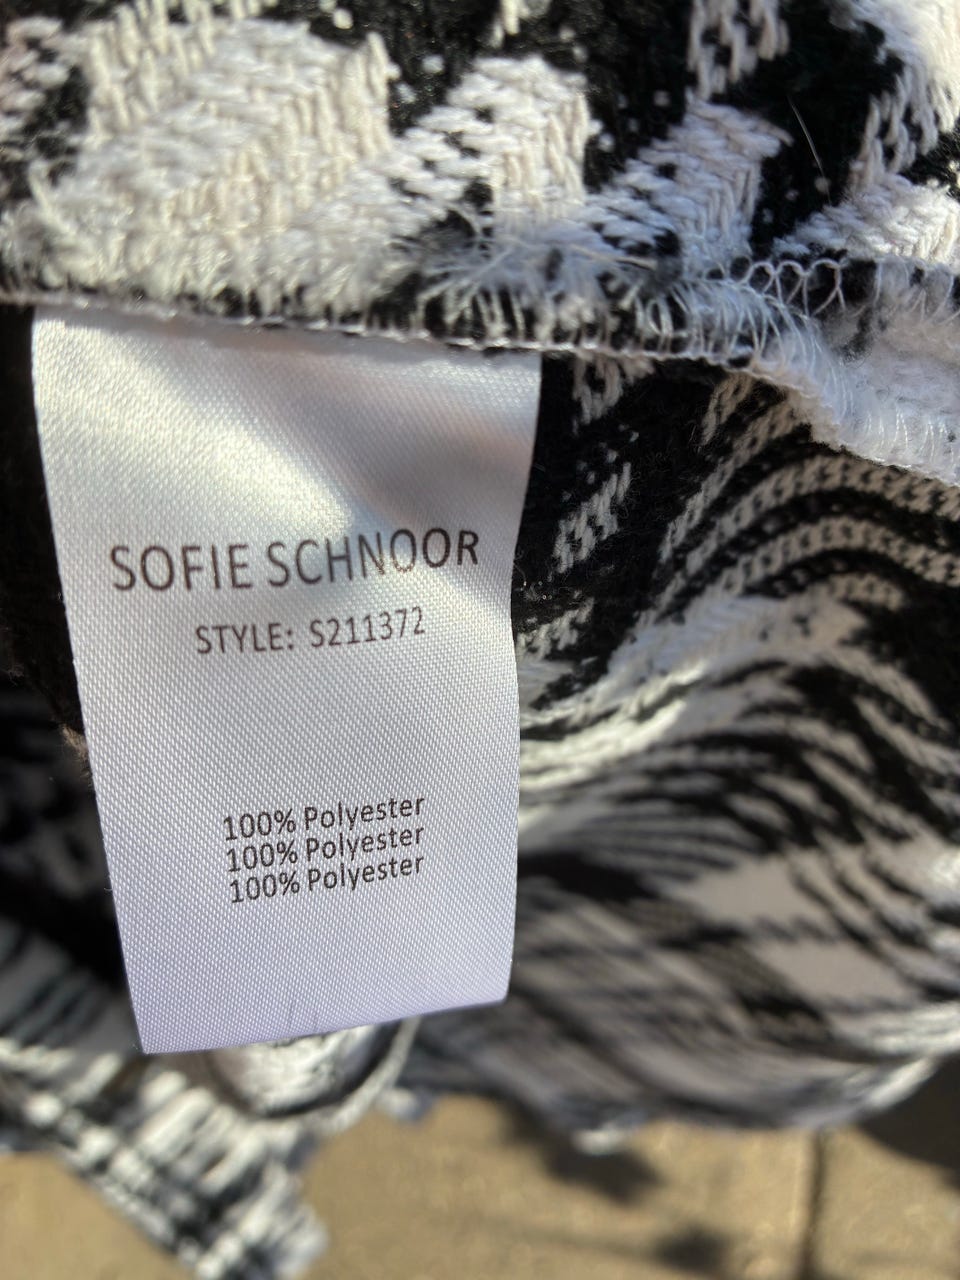 SOFIE SCHNOOR
STYLE: S211372
100% Polyester
100% Polyester
100% Polyester